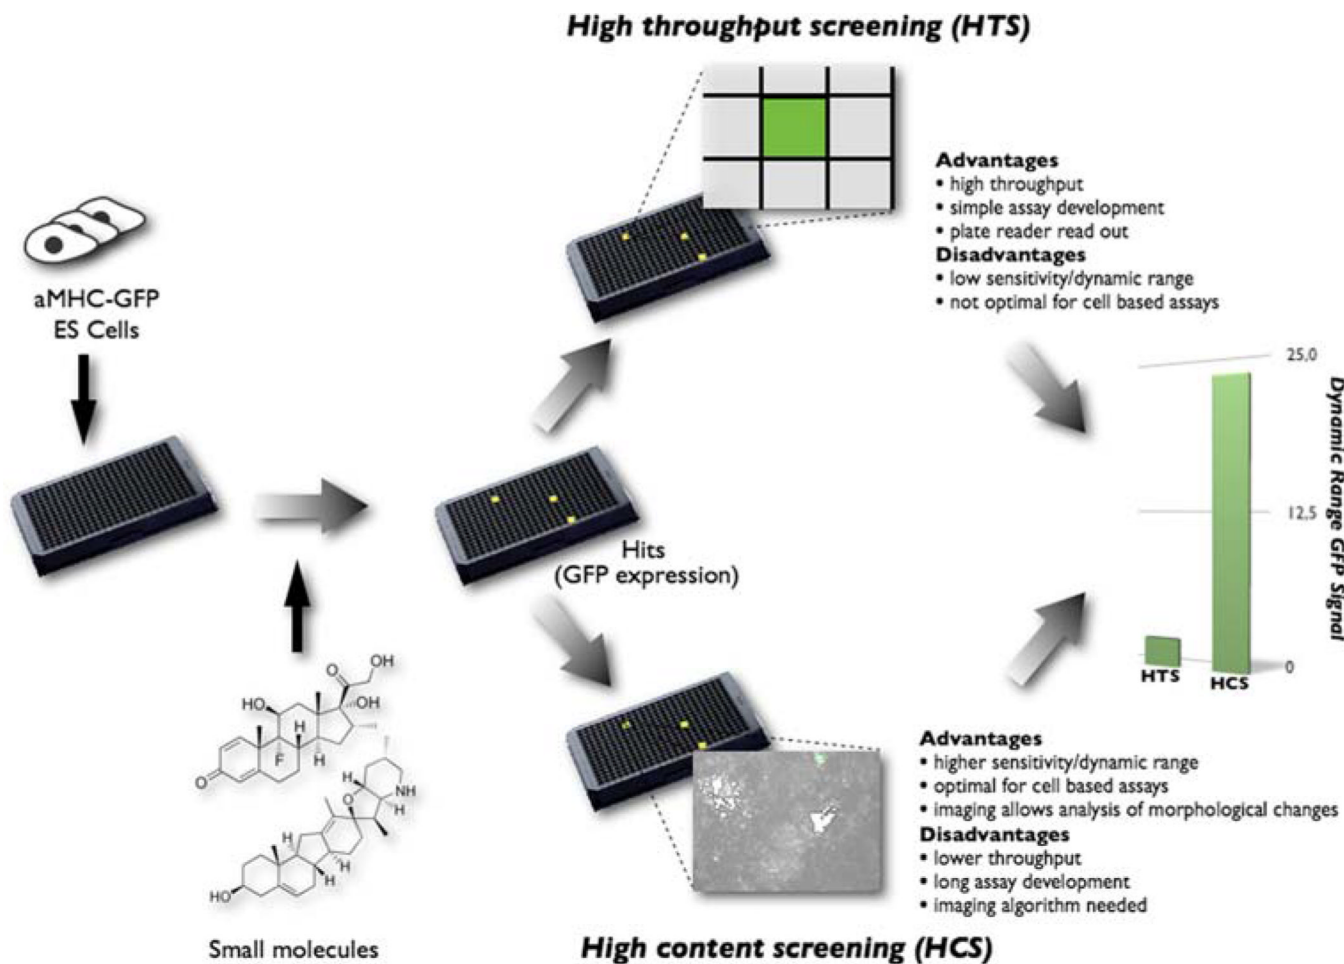 High throughput screening (HTS)
Advantages
• high throughput
• simple assay development
• plate reader read out
Disadvantages
• low sensitivity/dynamic range
• not optimal for cell based assays
aMHC-GFP
ES Cells
Hits
(GFP expression)
25,0
12,5
0
Dynamic Range GFP Signal
HTS
HCS
O
OH
HO
OH
H
F
H
O
H
NH
O
H
H
H
H
H
HO
Small molecules
Advantages
• higher sensitivity/dynamic range
• optimal for cell based assays
• imaging allows analysis of morphological changes
Disadvantages
• lower throughput
• long assay development
• imaging algorithm needed
High content screening (HCS)